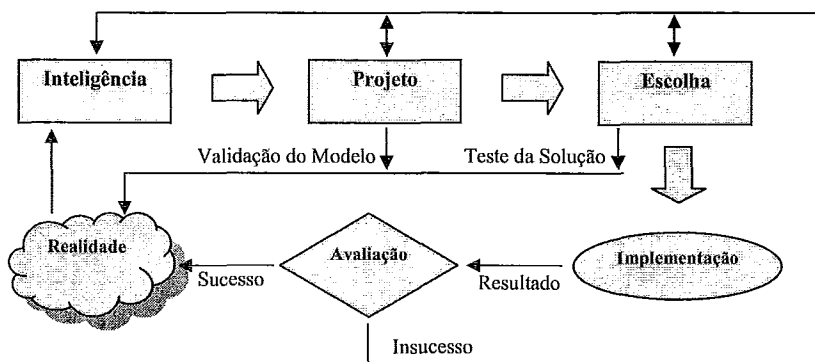 Inteligência
Projeto
Escolha
Validação do Modelo
Teste da Solução
Realidade
Avaliação
Implementação
Sucesso
Resultado
Insucesso